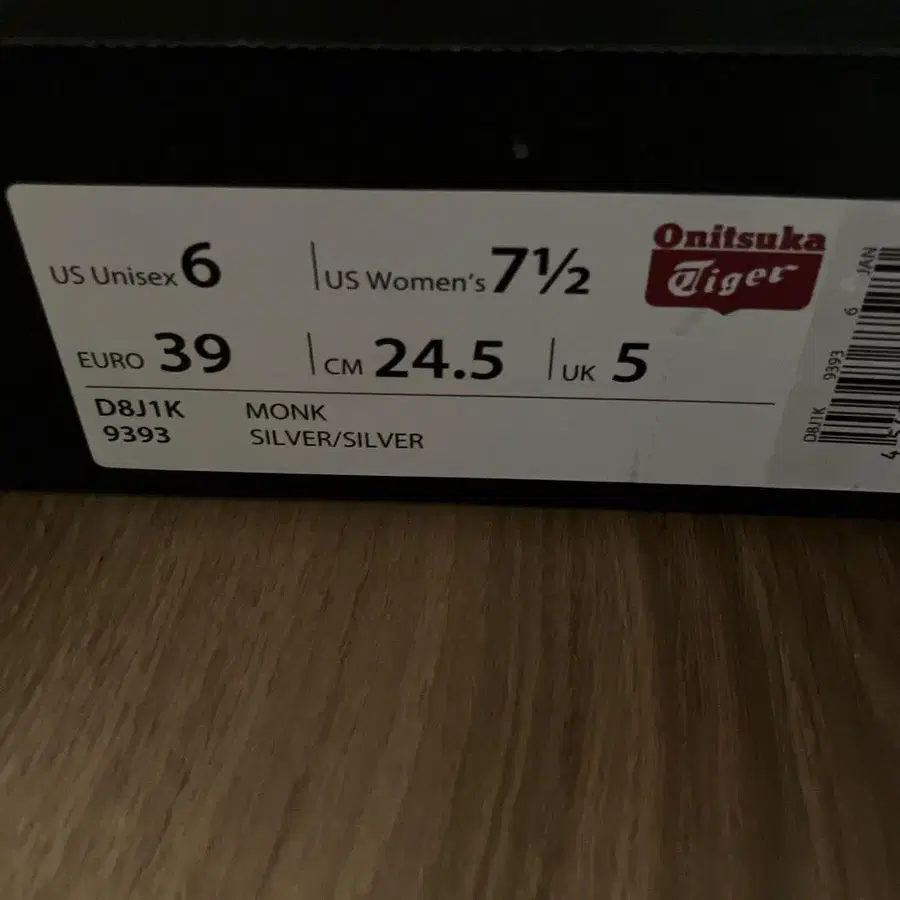 US Unisex 6 | US Women's 7½
Onitsuka
Tiger
EURO 39 | CM 24.5 | UK 5
D8J1K MONK
9393 SILVER/SILVER
D8J1K 9393 6 JAN